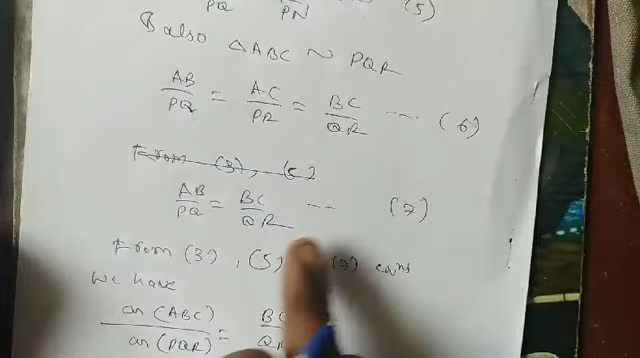 PQ PN (5)
& also △ABC ~ PQR
AB/PQ = AC/PR = BC/QR --- (6)
From (3), (5)
AB/PQ = BC/QR --- (7)
From (3), (5) (7) eqns
We have
ar(ABC)/ar(PQR) =